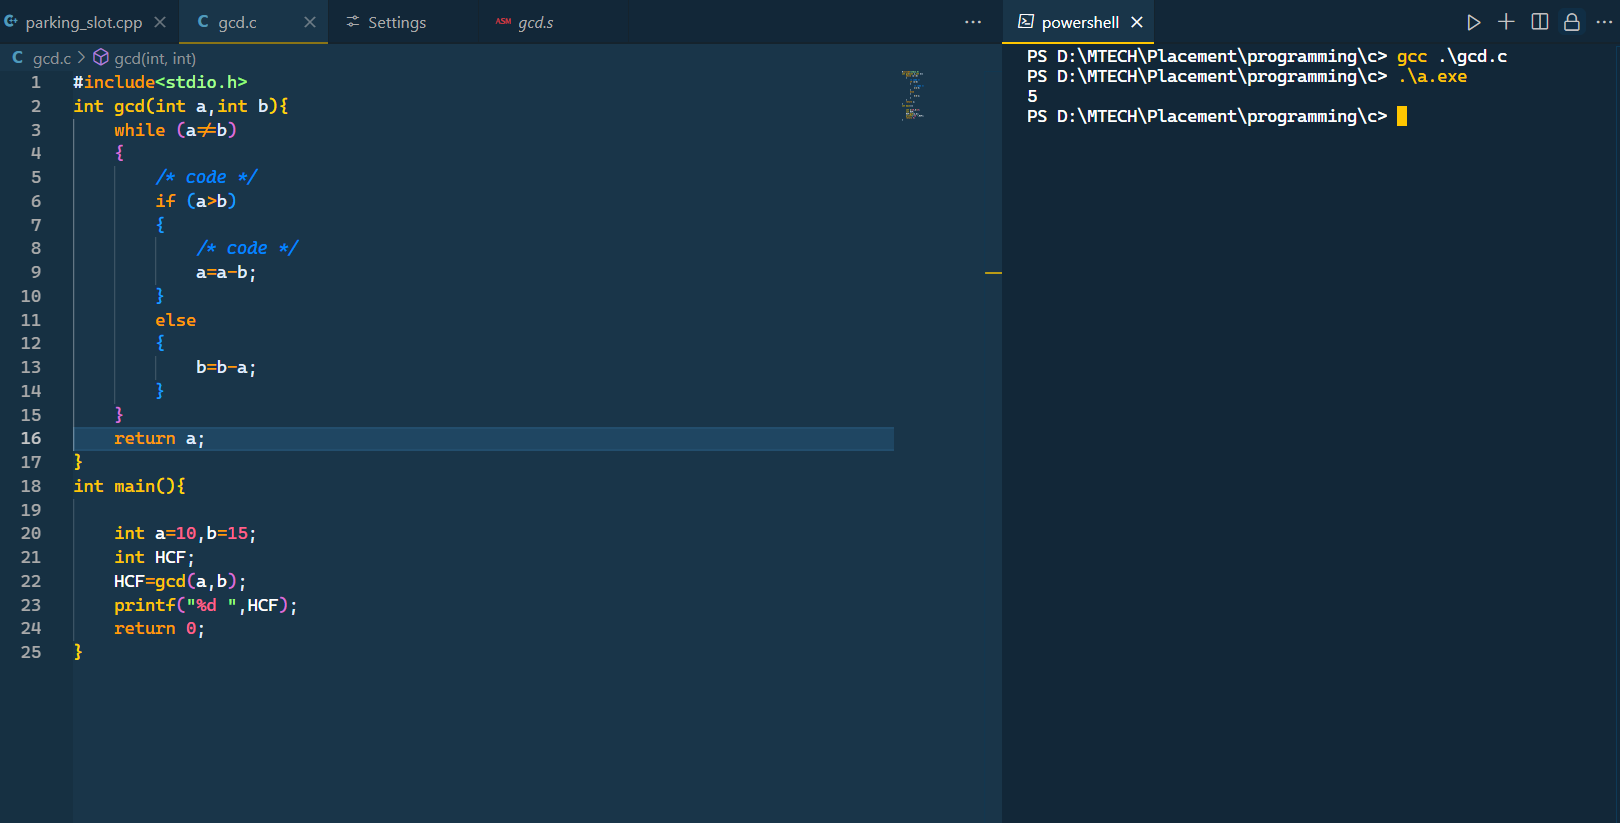 parking_slot.cpp
gcd.c
Settings
ASM gcd.s
powershell
C gcd.c > gcd(int, int)
1 #include<stdio.h>
2 int gcd(int a,int b){
3     while (a!=b)
4     {
5         /* code */
6         if (a>b)
7         {
8             /* code */
9             a=a-b;
10         }
11         else
12         {
13             b=b-a;
14         }
15     }
16     return a;
17 }
18 int main(){
19
20     int a=10,b=15;
21     int HCF;
22     HCF=gcd(a,b);
23     printf("%d ",HCF);
24     return 0;
25 }
PS D:\MTECH\Placement\programming\c> gcc .\gcd.c
PS D:\MTECH\Placement\programming\c> .\a.exe
5
PS D:\MTECH\Placement\programming\c>